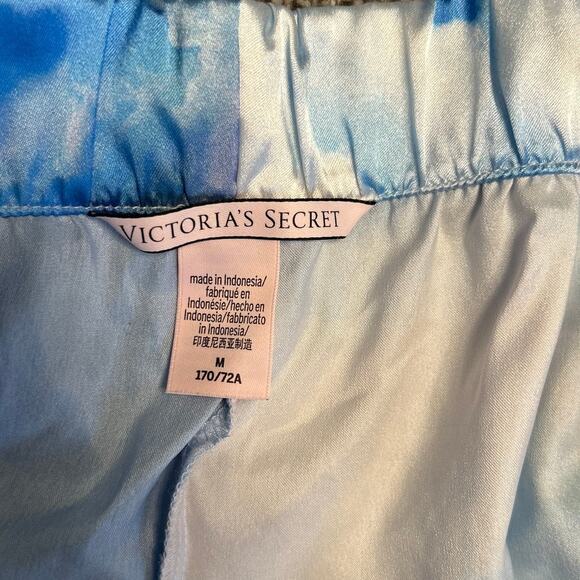 VICTORIA'S SECRET
made in Indonesia/
fabriqué en
Indonésie/hecho en
Indonesia/fabbricato
in Indonesia/
印度尼西亚制造
M
170/72A